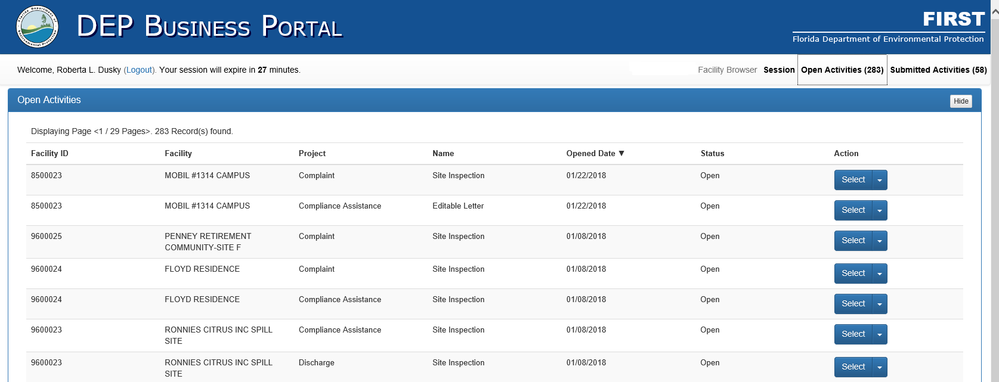 Florida Department of
Environmental Protection
DEP BUSINESS PORTAL
FIRST
Florida Department of Environmental Protection
Welcome, Roberta L. Dusky (Logout). Your session will expire in 27 minutes.
Facility Browser Session Open Activities (283) Submitted Activities (58)
Open Activities
Hide
Displaying Page <1 / 29 Pages>. 283 Record(s) found.
Facility ID Facility Project Name Opened Date ▼ Status Action
8500023 MOBIL #1314 CAMPUS Complaint Site Inspection 01/22/2018 Open Select
8500023 MOBIL #1314 CAMPUS Compliance Assistance Editable Letter 01/22/2018 Open Select
9600025 PENNEY RETIREMENT Complaint Site Inspection 01/08/2018 Open Select
COMMUNITY-SITE F
9600024 FLOYD RESIDENCE Complaint Site Inspection 01/08/2018 Open Select
9600024 FLOYD RESIDENCE Compliance Assistance Site Inspection 01/08/2018 Open Select
9600023 RONNIES CITRUS INC SPILL Compliance Assistance Site Inspection 01/08/2018 Open Select
SITE
9600023 RONNIES CITRUS INC SPILL Discharge Site Inspection 01/08/2018 Open Select
SITE